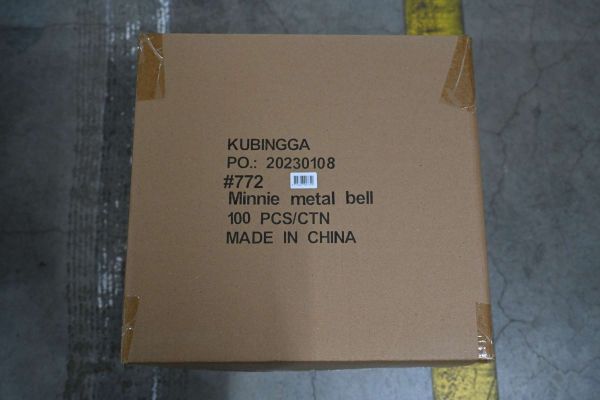 KUBINGGA
PO.: 20230108
#772
Minnie metal bell
100 PCS/CTN
MADE IN CHINA